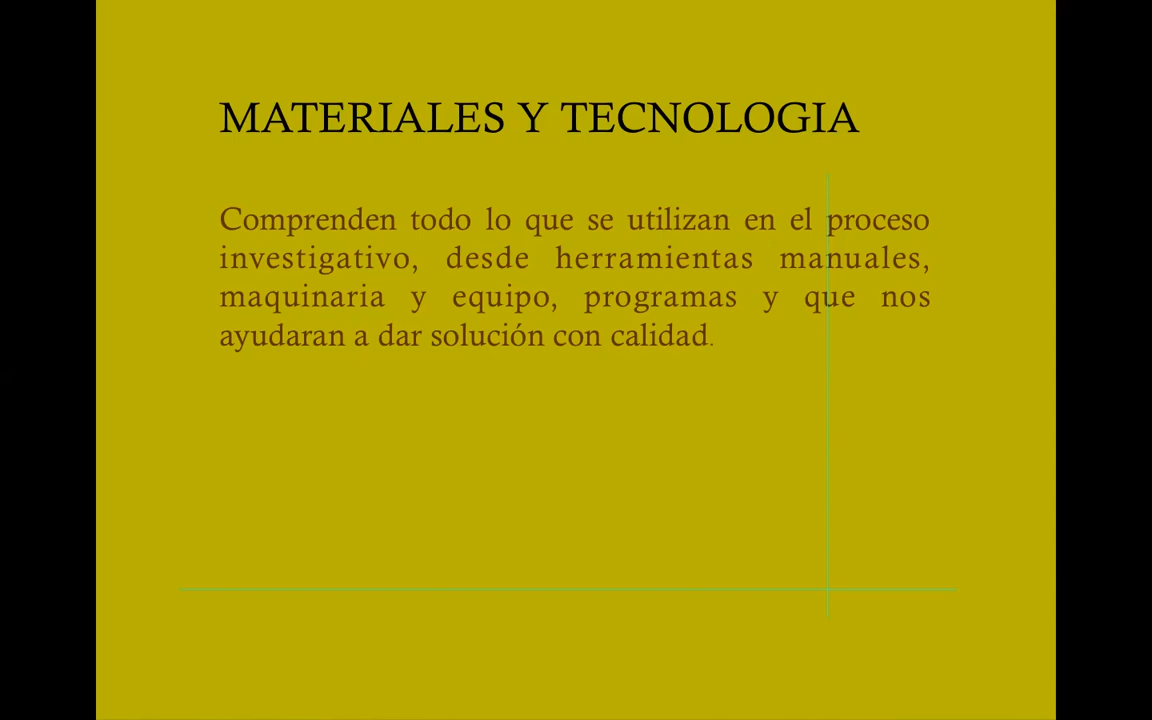 MATERIALES Y TECNOLOGIA
Comprenden todo lo que se utilizan en el proceso
investigativo, desde herramientas manuales,
maquinaria y equipo, programas y que nos
ayudaran a dar solución con calidad.